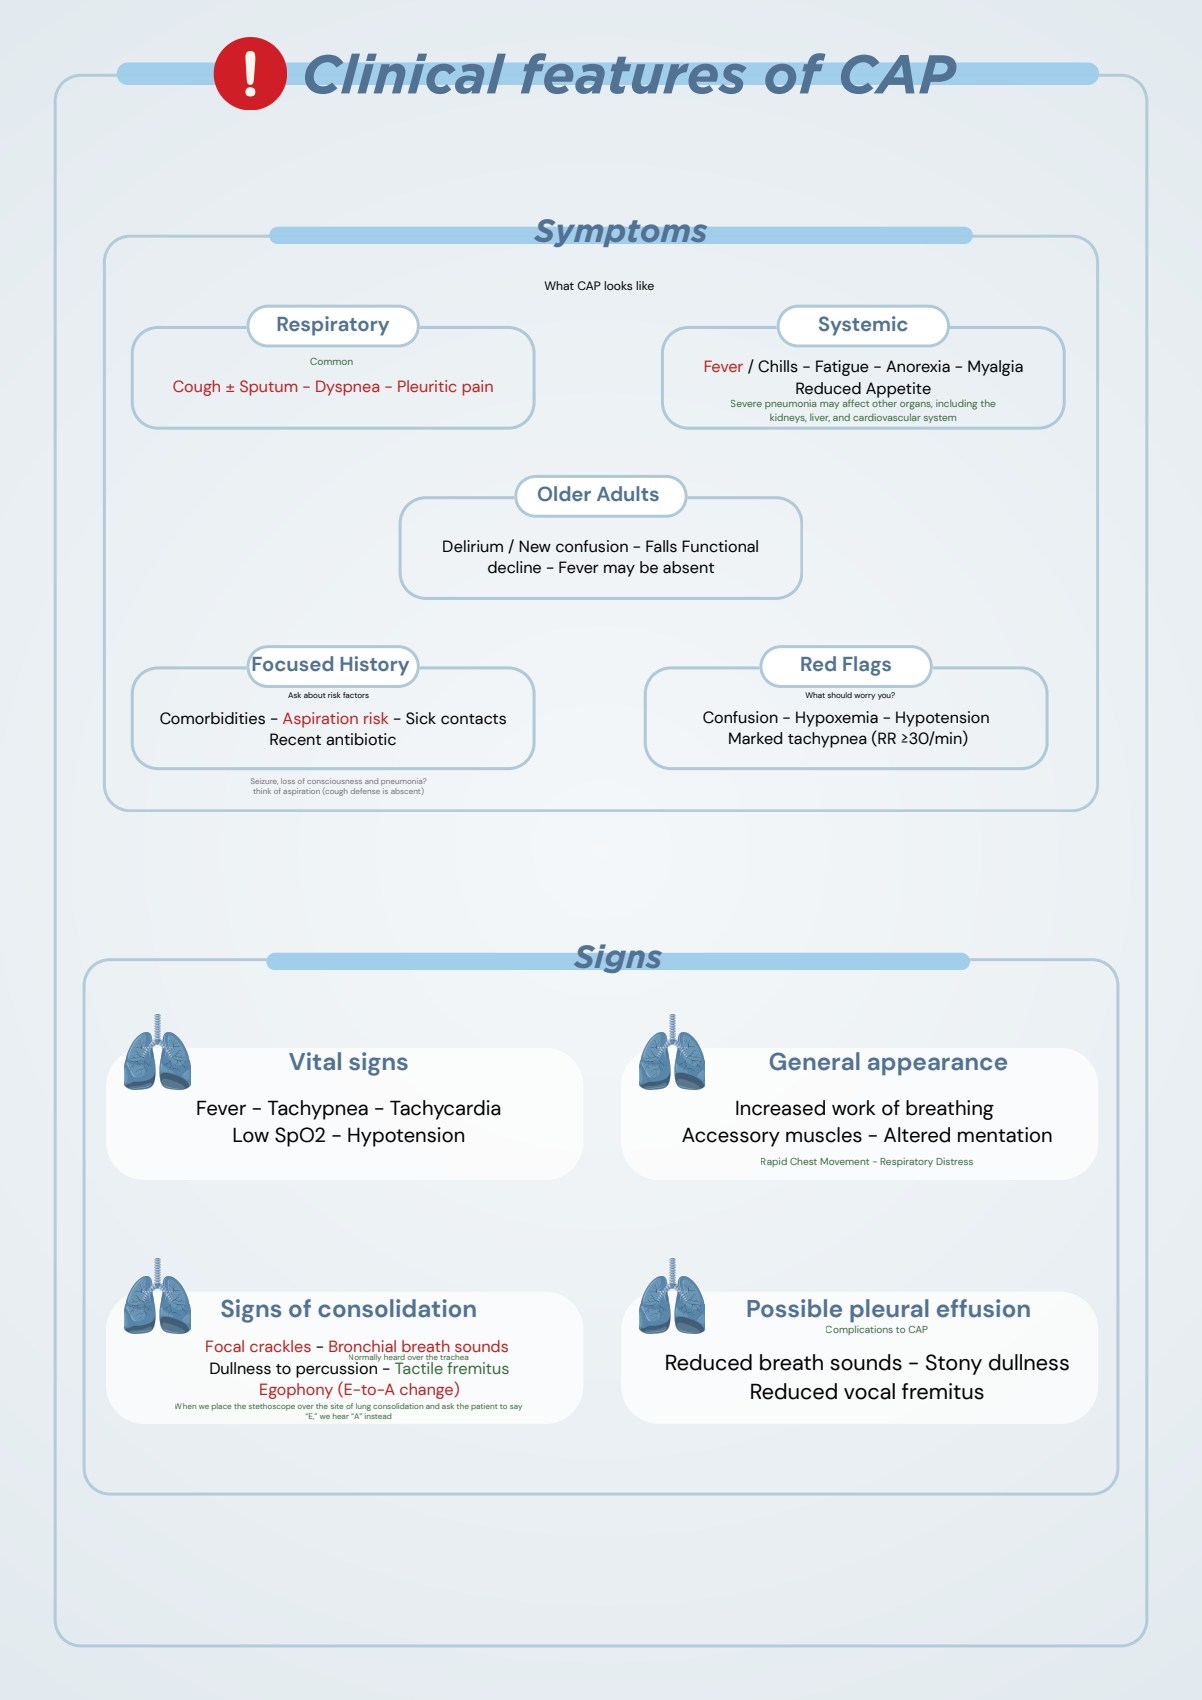 ! Clinical features of CAP
Symptoms
What CAP looks like
Respiratory
Common
Cough ± Sputum - Dyspnea - Pleuritic pain
Systemic
Fever / Chills - Fatigue - Anorexia - Myalgia
Reduced Appetite
Severe pneumonia may affect other organs, including the
kidneys, liver, and cardiovascular system
Older Adults
Delirium / New confusion - Falls Functional
decline - Fever may be absent
Focused History
Ask about risk factors
Comorbidities - Aspiration risk - Sick contacts
Recent antibiotic
Seizure, loss of consciousness and pneumonia?
think of aspiration (cough defense is abscent)
Red Flags
What should worry you?
Confusion - Hypoxemia - Hypotension
Marked tachypnea (RR ≥30/min)
Signs
Vital signs
Fever - Tachypnea - Tachycardia
Low SpO2 - Hypotension
General appearance
Increased work of breathing
Accessory muscles - Altered mentation
Rapid Chest Movement - Respiratory Distress
Signs of consolidation
Focal crackles - Bronchial breath sounds
Normally heard over the trachea
Dullness to percussion - Tactile fremitus
Egophony (E-to-A change)
When we place the stethoscope over the site of lung consolidation and ask the patient to say
"E," we hear "A" instead
Possible pleural effusion
Complications to CAP
Reduced breath sounds - Stony dullness
Reduced vocal fremitus